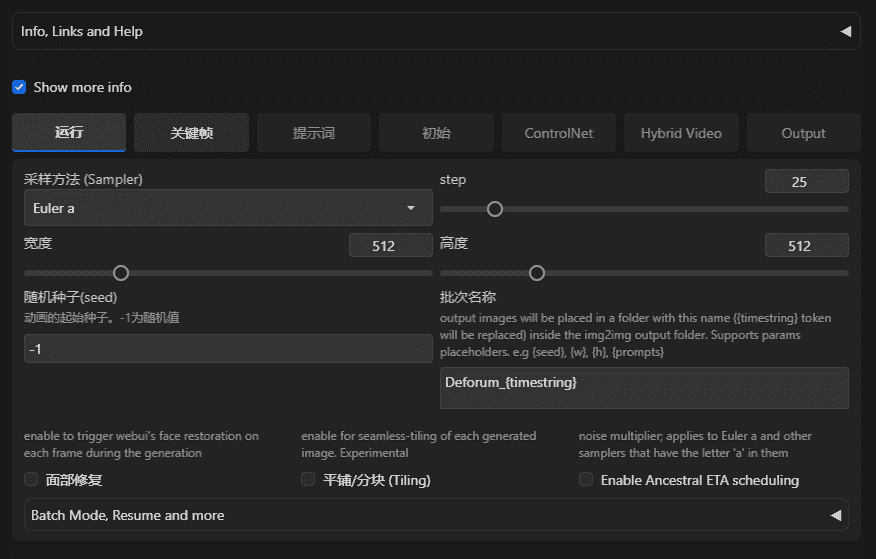 Info, Links and Help
Show more info
运行
关键帧
提示词
初始
ControlNet
Hybrid Video
Output
采样方法 (Sampler)
Euler a
step
25
宽度
512
高度
512
随机种子(seed)
动画的起始种子。-1为随机值
-1
批次名称
output images will be placed in a folder with this name ({timestring} token
will be replaced) inside the img2img output folder. Supports params
placeholders. e.g {seed}, {w}, {h}, {prompts}
Deforum_{timestring}
enable to trigger webui's face restoration on
each frame during the generation
面部修复
enable for seamless-tiling of each generated
image. Experimental
平铺/分块 (Tiling)
noise multiplier; applies to Euler a and other
samplers that have the letter 'a' in them
Enable Ancestral ETA scheduling
Batch Mode, Resume and more